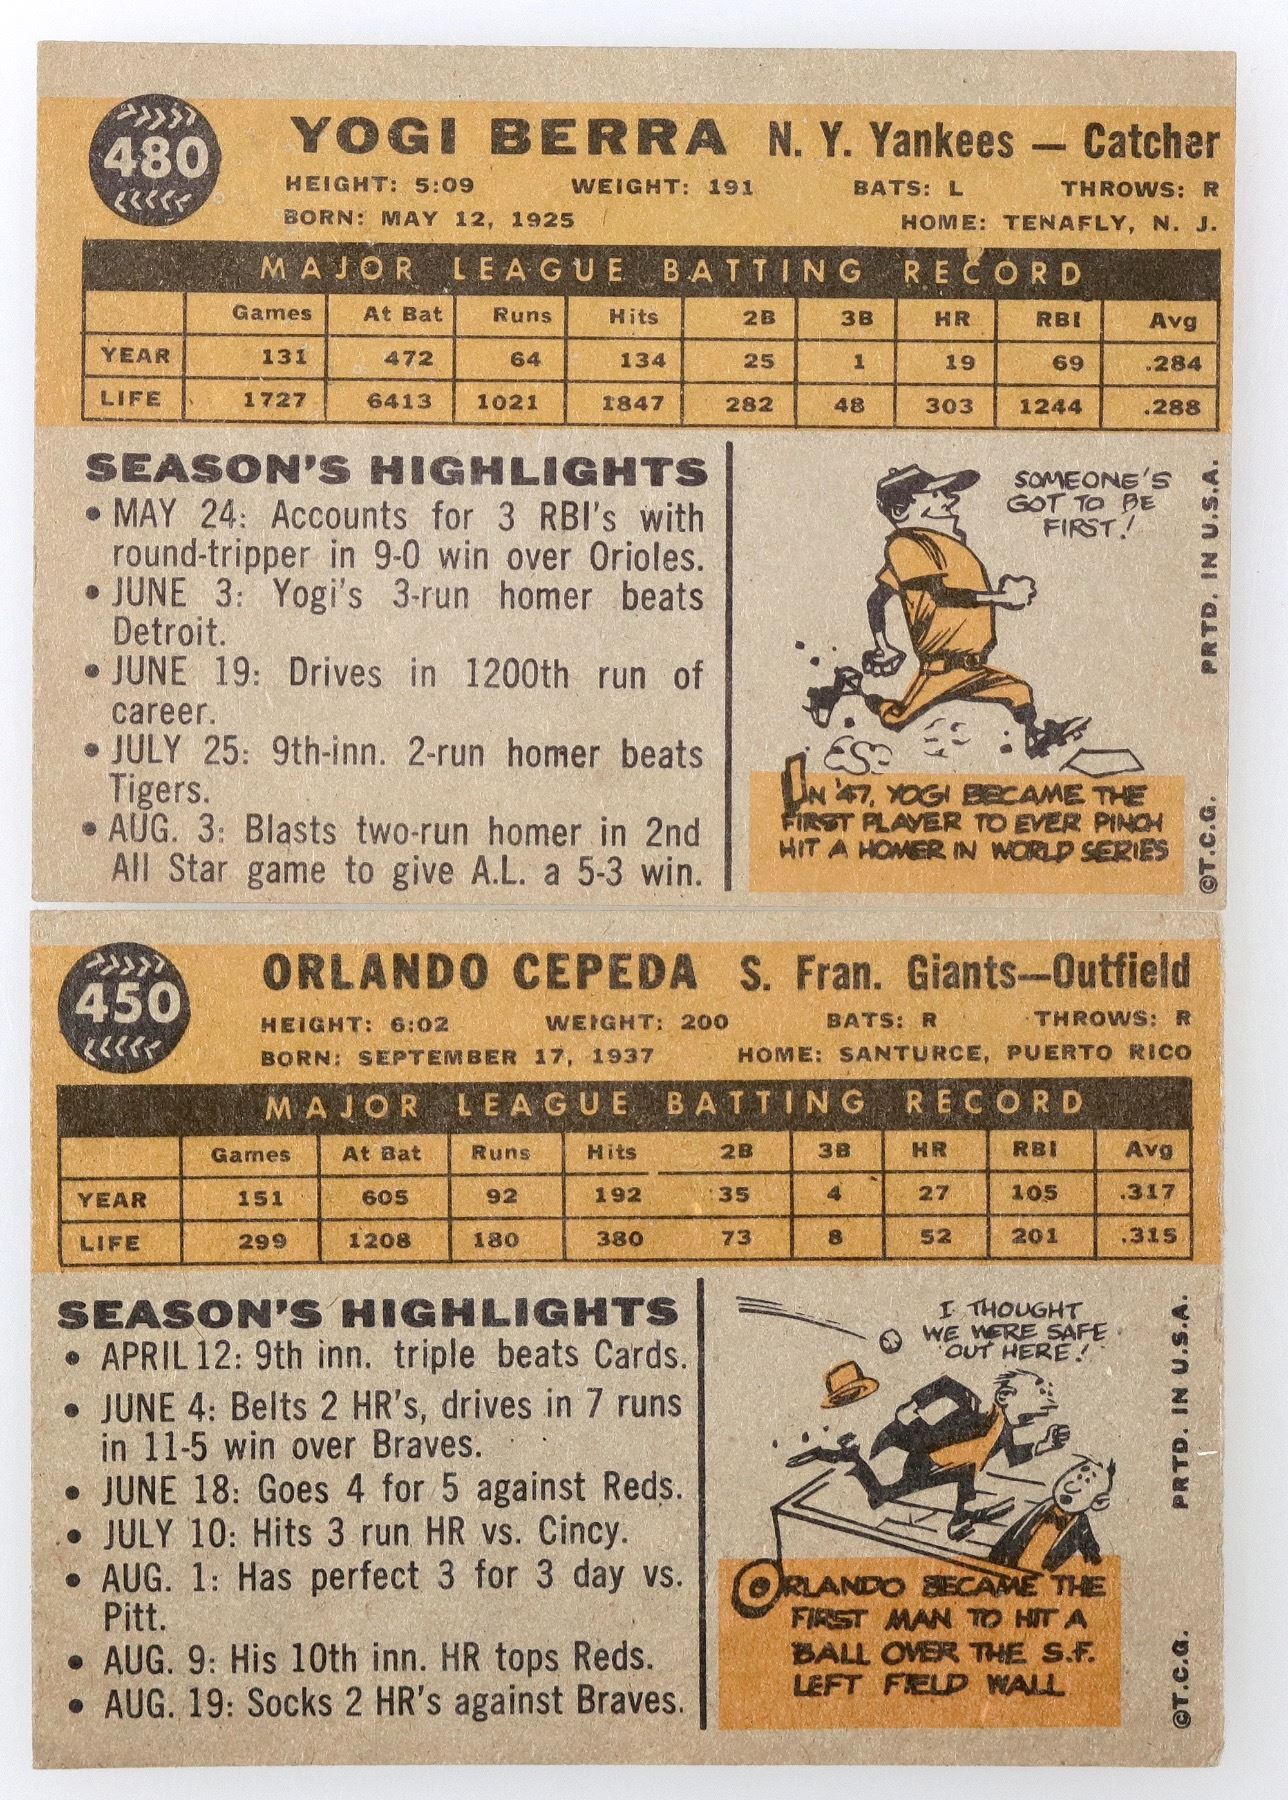 480
YOGI BERRA N. Y. Yankees — Catcher
HEIGHT: 5:09 WEIGHT: 191 BATS: L THROWS: R
BORN: MAY 12, 1925 HOME: TENAFLY, N. J.
MAJOR LEAGUE BATTING RECORD
Games At Bat Runs Hits 2B 3B HR RBI Avg
YEAR 131 472 64 134 25 1 19 69 .284
LIFE 1727 6413 1021 1847 282 48 303 1244 .288
SEASON'S HIGHLIGHTS
• MAY 24: Accounts for 3 RBI's with
round-tripper in 9-0 win over Orioles.
• JUNE 3: Yogi's 3-run homer beats
Detroit.
• JUNE 19: Drives in 1200th run of
career.
• JULY 25: 9th-inn. 2-run homer beats
Tigers.
• AUG. 3: Blasts two-run homer in 2nd
All Star game to give A.L. a 5-3 win.
SOMEONE'S
GOT TO BE
FIRST!
IN '47, YOGI BECAME THE
FIRST PLAYER TO EVER PINCH
HIT A HOMER IN WORLD SERIES
©T.C.G. PRTD. IN U.S.A.
450
ORLANDO CEPEDA S. Fran. Giants—Outfield
HEIGHT: 6:02 WEIGHT: 200 BATS: R THROWS: R
BORN: SEPTEMBER 17, 1937 HOME: SANTURCE, PUERTO RICO
MAJOR LEAGUE BATTING RECORD
Games At Bat Runs Hits 2B 3B HR RBI Avg
YEAR 151 605 92 192 35 4 27 105 .317
LIFE 299 1208 180 380 73 8 52 201 .315
SEASON'S HIGHLIGHTS
• APRIL 12: 9th inn. triple beats Cards.
• JUNE 4: Belts 2 HR's, drives in 7 runs
in 11-5 win over Braves.
• JUNE 18: Goes 4 for 5 against Reds.
• JULY 10: Hits 3 run HR vs. Cincy.
• AUG. 1: Has perfect 3 for 3 day vs.
Pitt.
• AUG. 9: His 10th inn. HR tops Reds.
• AUG. 19: Socks 2 HR's against Braves.
I THOUGHT
WE WERE SAFE
OUT HERE!
ORLANDO BECAME THE
FIRST MAN TO HIT A
BALL OVER THE S.F.
LEFT FIELD WALL
©T.C.G. PRTD. IN U.S.A.